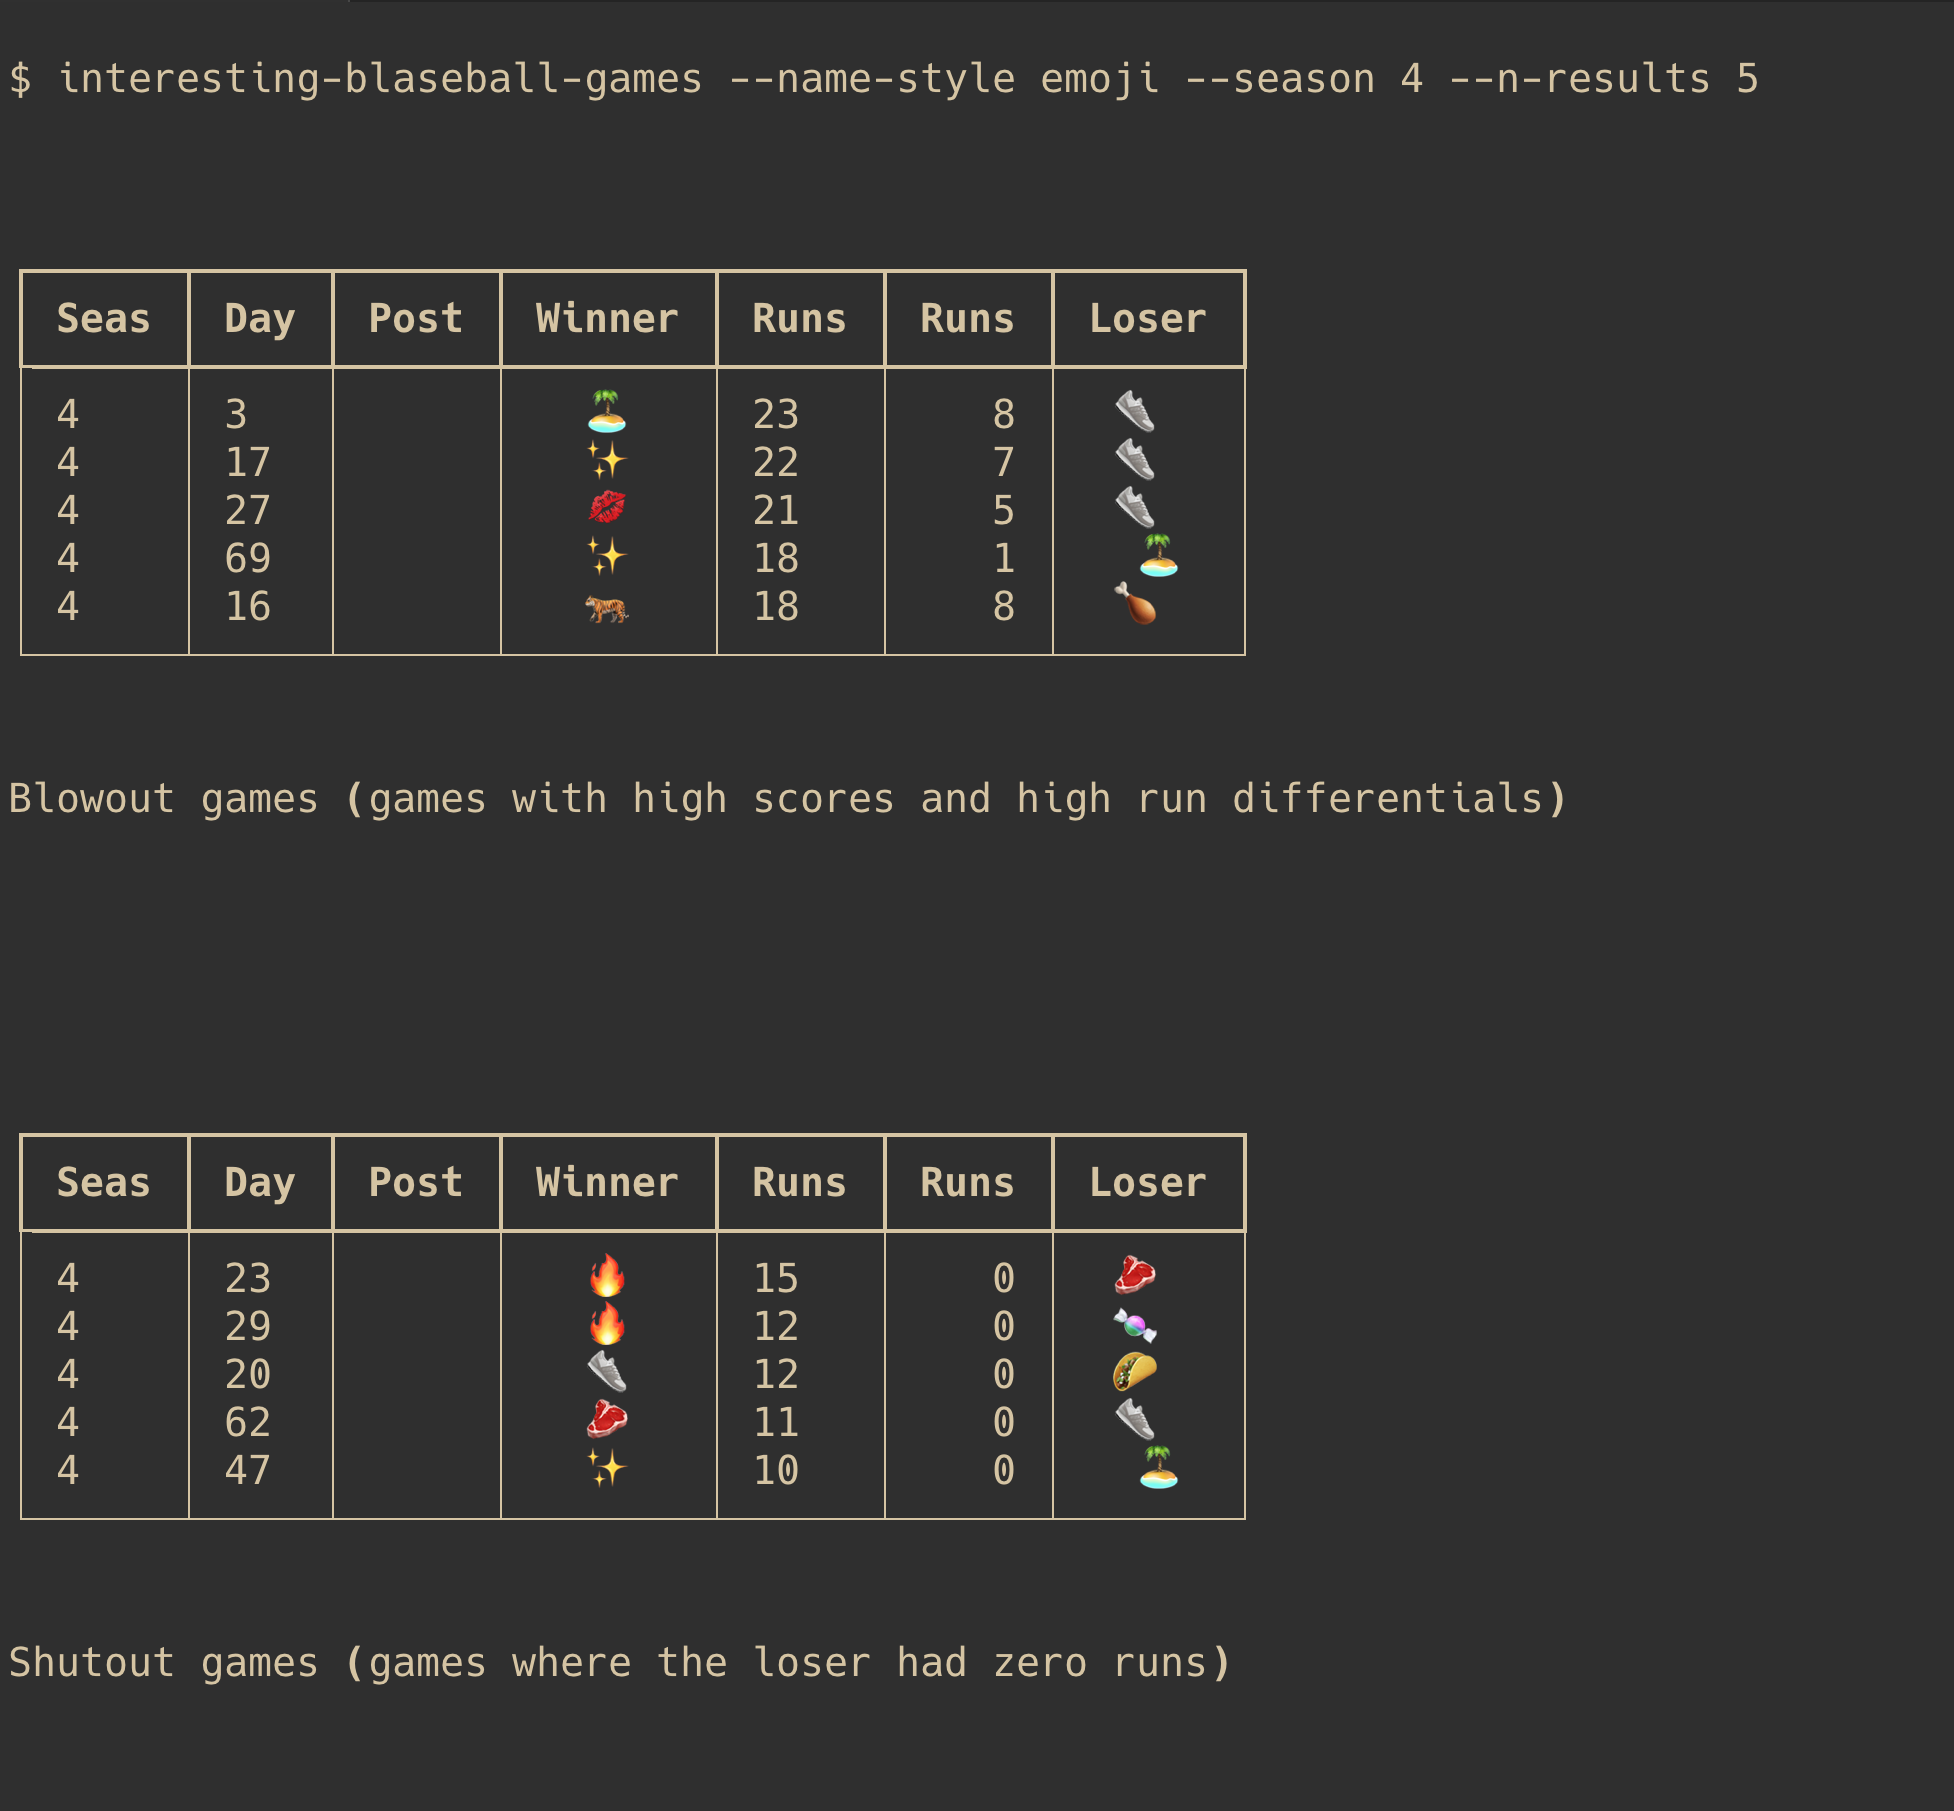 $ interesting-blaseball-games --name-style emoji --season 4 --n-results 5
Seas Day Post Winner Runs Runs Loser
4 3 🏝️ 23 8 👟
4 17 ✨ 22 7 👟
4 27 💋 21 5 👟
4 69 ✨ 18 1 🏝️
4 16 🐅 18 8 🍗
Blowout games (games with high scores and high run differentials)
Seas Day Post Winner Runs Runs Loser
4 23 🔥 15 0 🥩
4 29 🔥 12 0 🍬
4 20 👟 12 0 🌮
4 62 🥩 11 0 👟
4 47 ✨ 10 0 🏝️
Shutout games (games where the loser had zero runs)